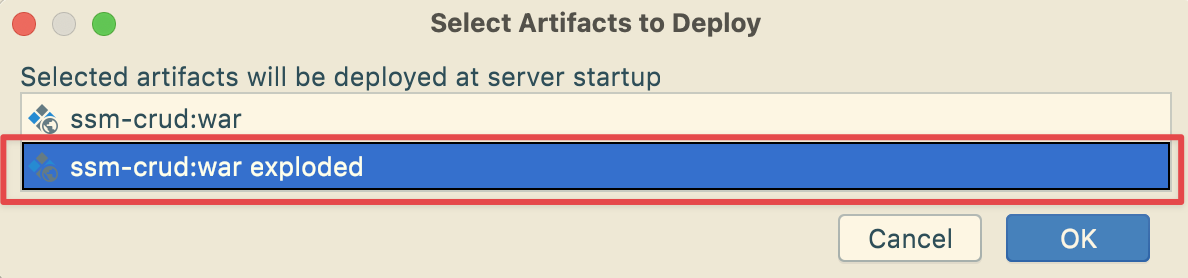 Select Artifacts to Deploy
Selected artifacts will be deployed at server startup
ssm-crud:war
ssm-crud:war exploded
Cancel OK